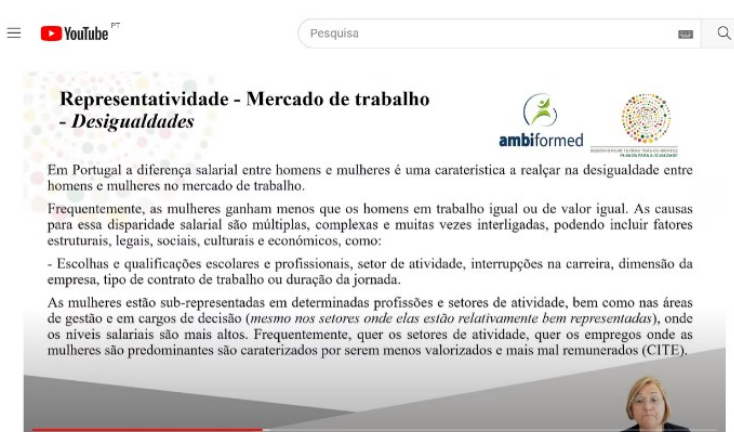 YouTube PT
Pesquisa
Representatividade - Mercado de trabalho
- Desigualdades
ambiformed
PLANOS PARA A IGUALDADE
Em Portugal a diferença salarial entre homens e mulheres é uma caraterística a realçar na desigualdade entre
homens e mulheres no mercado de trabalho.
Frequentemente, as mulheres ganham menos que os homens em trabalho igual ou de valor igual. As causas
para essa disparidade salarial são múltiplas, complexas e muitas vezes interligadas, podendo incluir fatores
estruturais, legais, sociais, culturais e económicos, como:
- Escolhas e qualificações escolares e profissionais, setor de atividade, interrupções na carreira, dimensão da
empresa, tipo de contrato de trabalho ou duração da jornada.
As mulheres estão sub-representadas em determinadas profissões e setores de atividade, bem como nas áreas
de gestão e em cargos de decisão (mesmo nos setores onde elas estão relativamente bem representadas), onde
os níveis salariais são mais altos. Frequentemente, quer os setores de atividade, quer os empregos onde as
mulheres são predominantes são caraterizados por serem menos valorizados e mais mal remunerados (CITE).